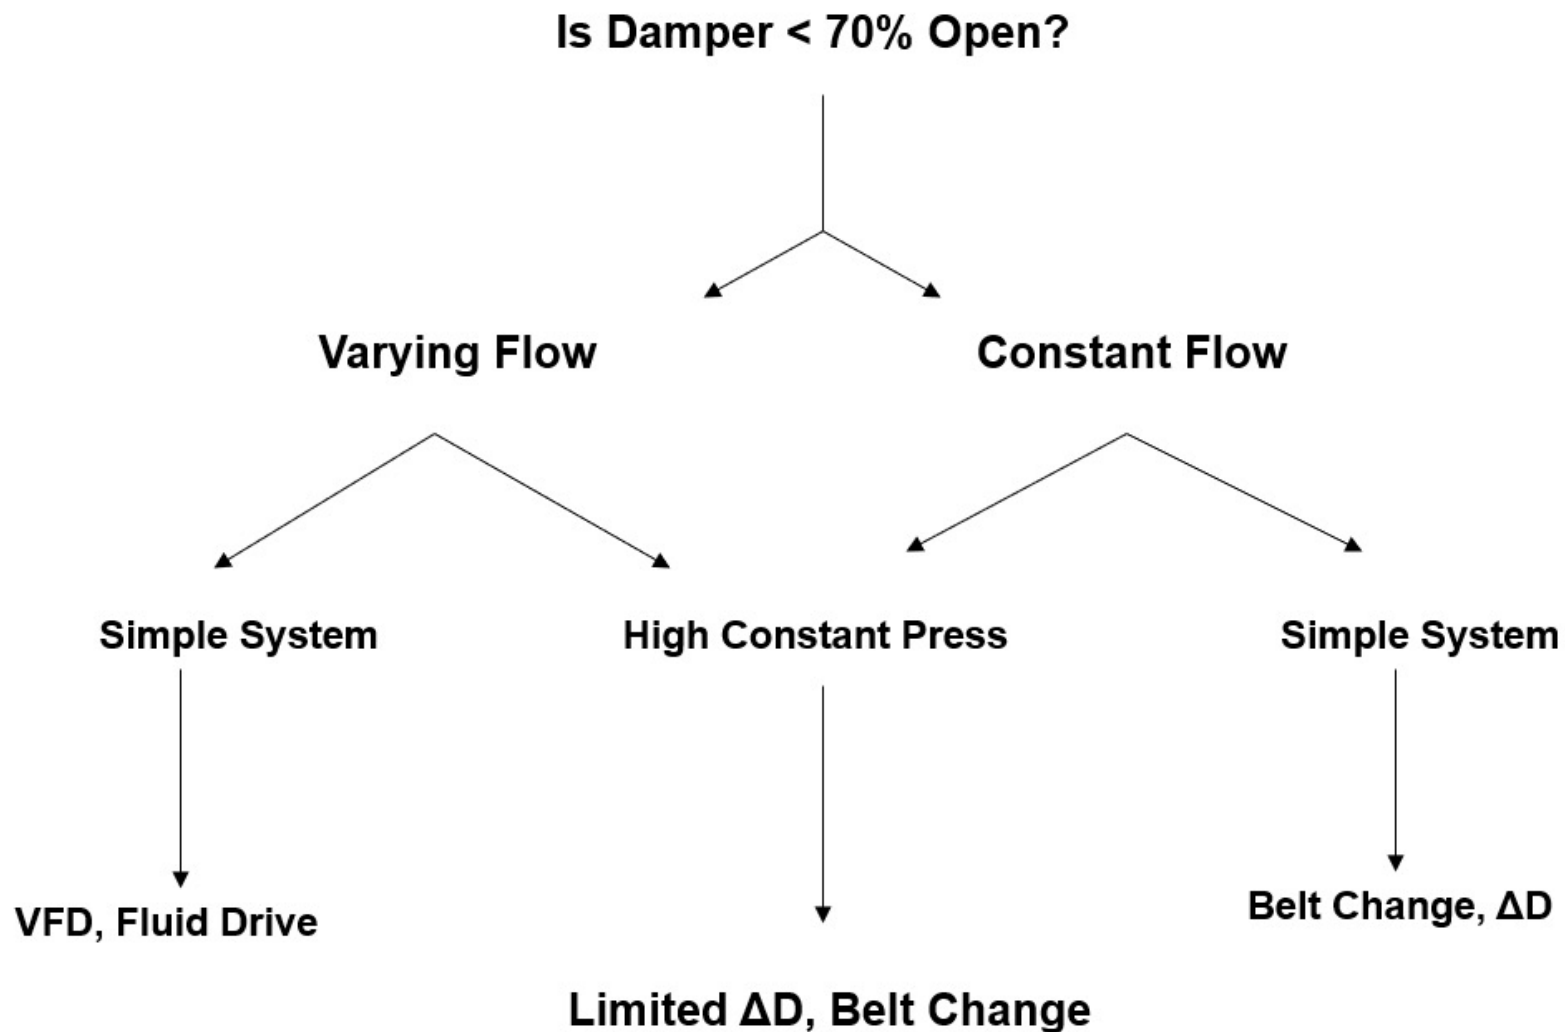 Is Damper < 70% Open?
Varying Flow
Constant Flow
Simple System
High Constant Press
Simple System
VFD, Fluid Drive
Belt Change, ΔD
Limited ΔD, Belt Change